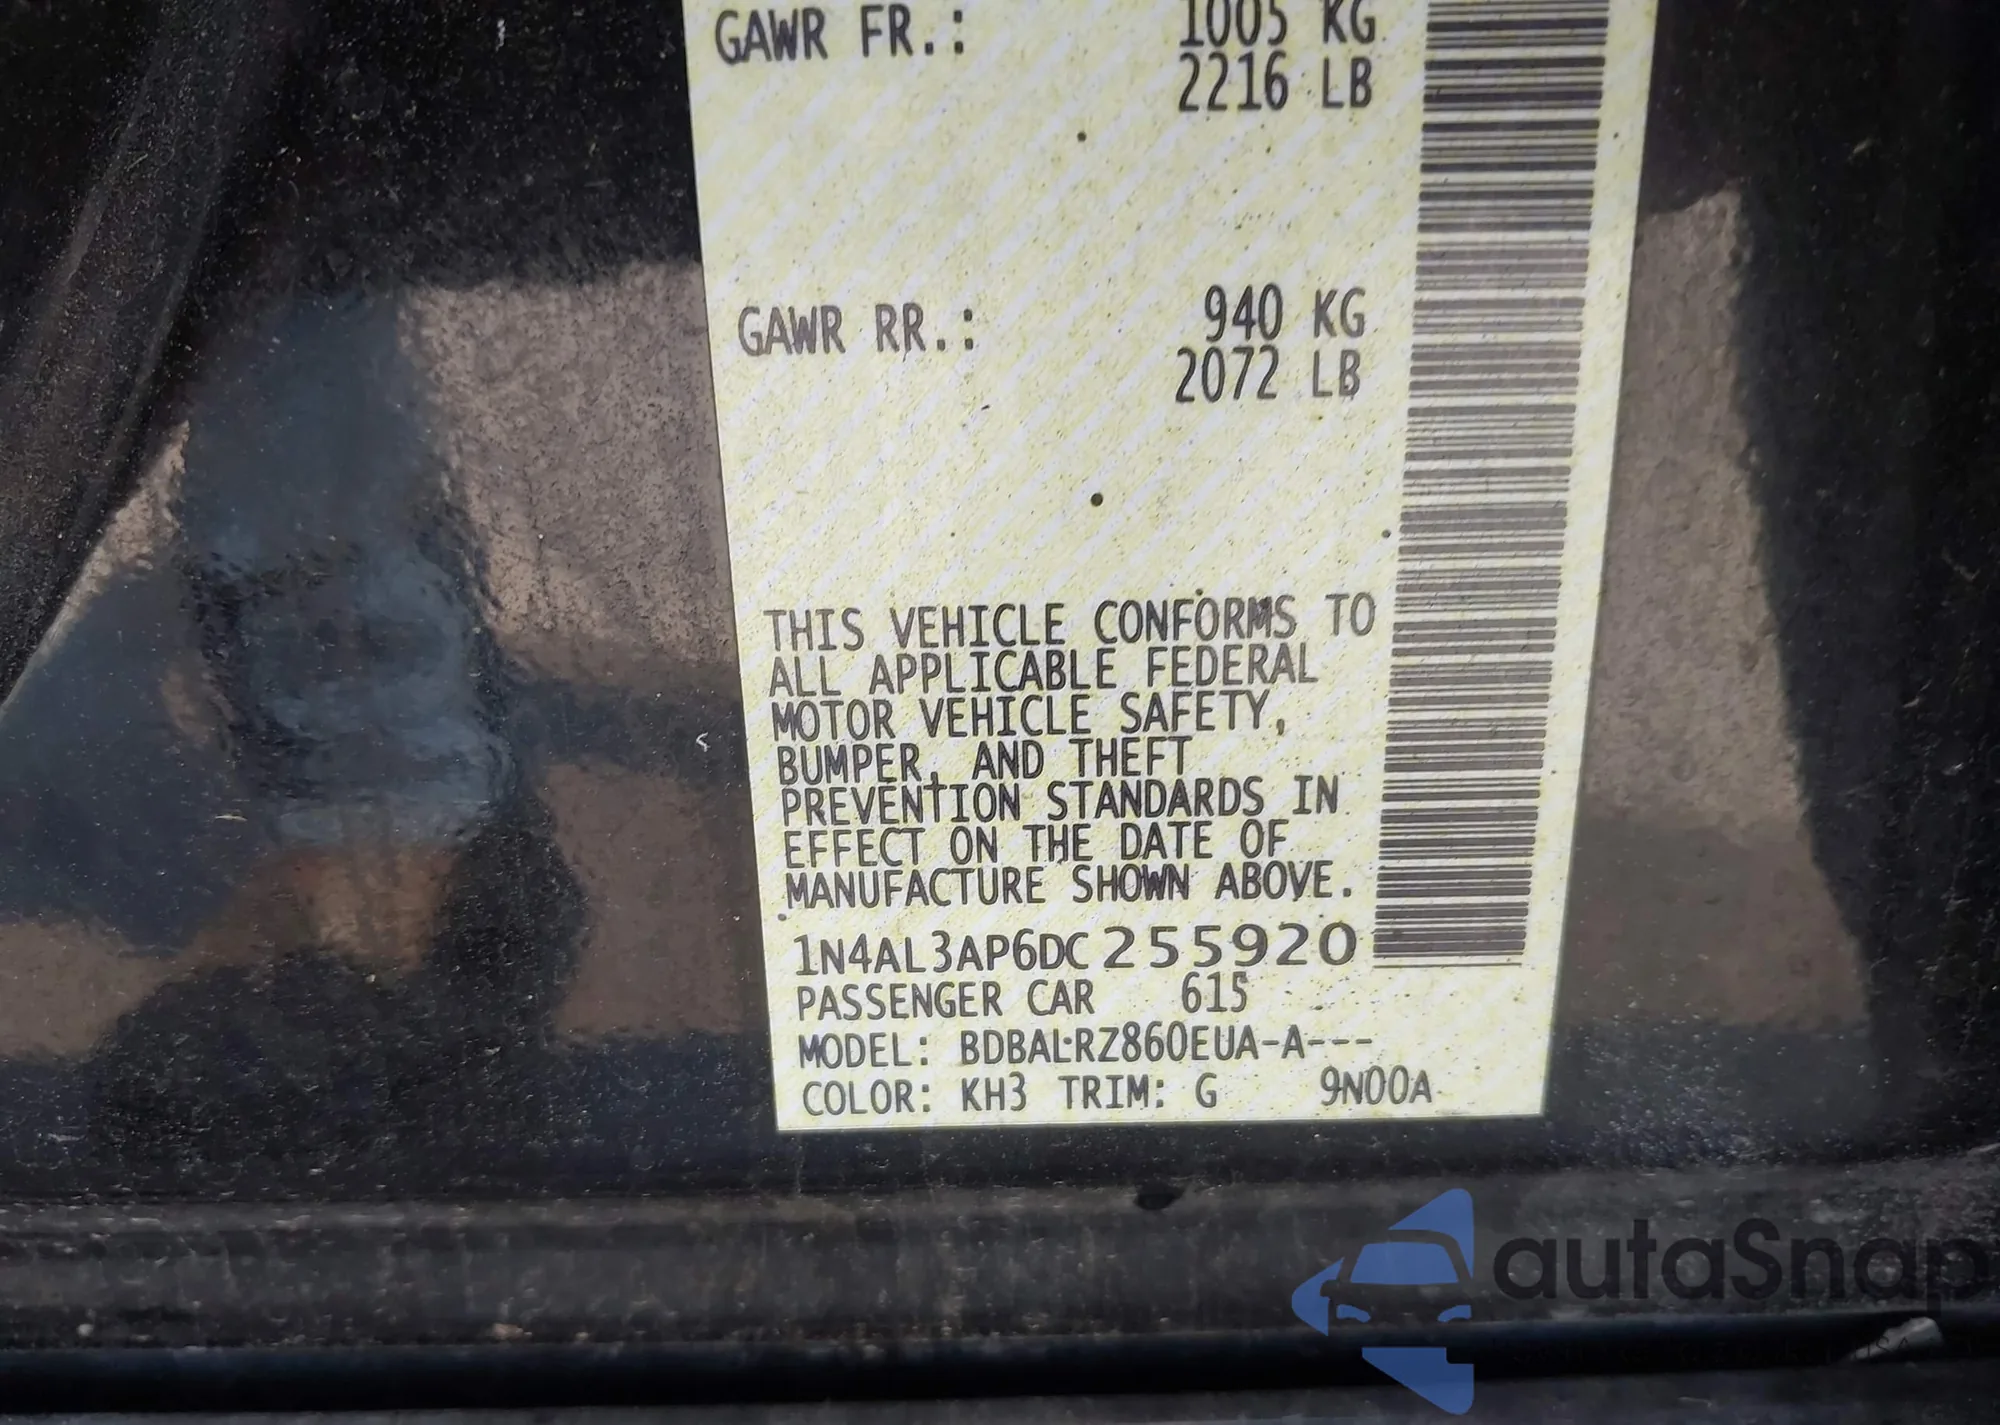 GAWR FR.: 1005 KG
2216 LB
GAWR RR.: 940 KG
2072 LB
THIS VEHICLE CONFORMS TO
ALL APPLICABLE FEDERAL
MOTOR VEHICLE SAFETY,
BUMPER, AND THEFT
PREVENTION STANDARDS IN
EFFECT ON THE DATE OF
MANUFACTURE SHOWN ABOVE.
1N4AL3AP6DC255920
PASSENGER CAR 615
MODEL: BDBALRZ860EUA-A---
COLOR: KH3 TRIM: G 9N00A
autaSnap